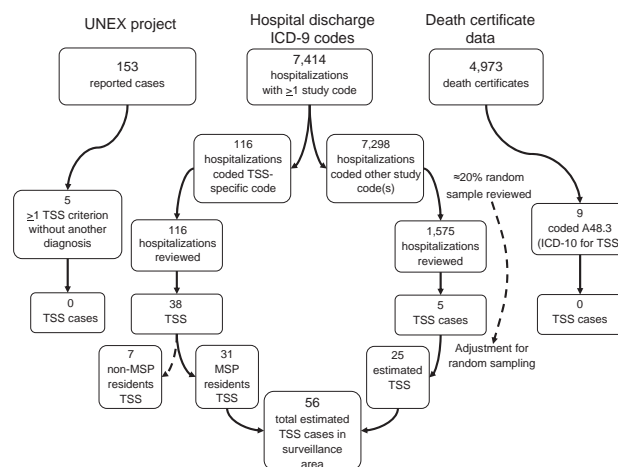 UNEX project
Hospital discharge
ICD-9 codes
Death certificate
data
153
reported cases
7,414
hospitalizations
with >1 study code
4,973
death certificates
116
hospitalizations
coded TSS-
specific code
7,298
hospitalizations
coded other study
code(s)
≈20% random
sample reviewed
5
>1 TSS criterion
without another
diagnosis
116
hospitalizations
reviewed
1,575
hospitalizations
reviewed
9
coded A48.3
(ICD-10 for TSS)
0
TSS cases
38
TSS
5
TSS cases
0
TSS cases
7
non-MSP
residents
TSS
31
MSP
residents
TSS
25
estimated
TSS
Adjustment for
random sampling
56
total estimated
TSS cases in
surveillance
area